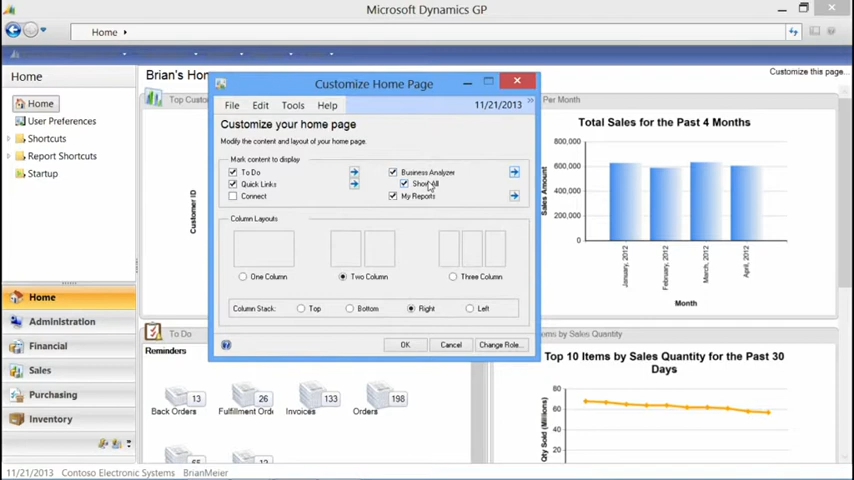 Microsoft Dynamics GP
Home
Home
Brian's Hom
Customize this page...
Home
User Preferences
Shortcuts
Report Shortcuts
Startup
Top Custo
Per Month
Customer ID
Customize Home Page
File Edit Tools Help 11/21/2013
Customize your home page
Modify the content and layout of your home page.
Mark content to display
To Do
Quick Links
Connect
Business Analyzer
Show All
My Reports
Column Layouts
One Column
Two Column
Three Column
Column Stack: Top Bottom Right Left
OK Cancel Change Role...
Total Sales for the Past 4 Months
Sales Amount
800,000
600,000
400,000
200,000
0
January, 2012
February, 2012
March, 2012
April, 2012
Month
Home
Administration
Financial
Sales
Purchasing
Inventory
To Do
Reminders
13
Back Orders
26
Fulfillment Orde
133
Invoices
198
Orders
55
12
Items by Sales Quantity
Top 10 Items by Sales Quantity for the Past 30
Days
Qty Sold (Millions)
80
60
40
20
11/21/2013 Contoso Electronic Systems BrianMeier